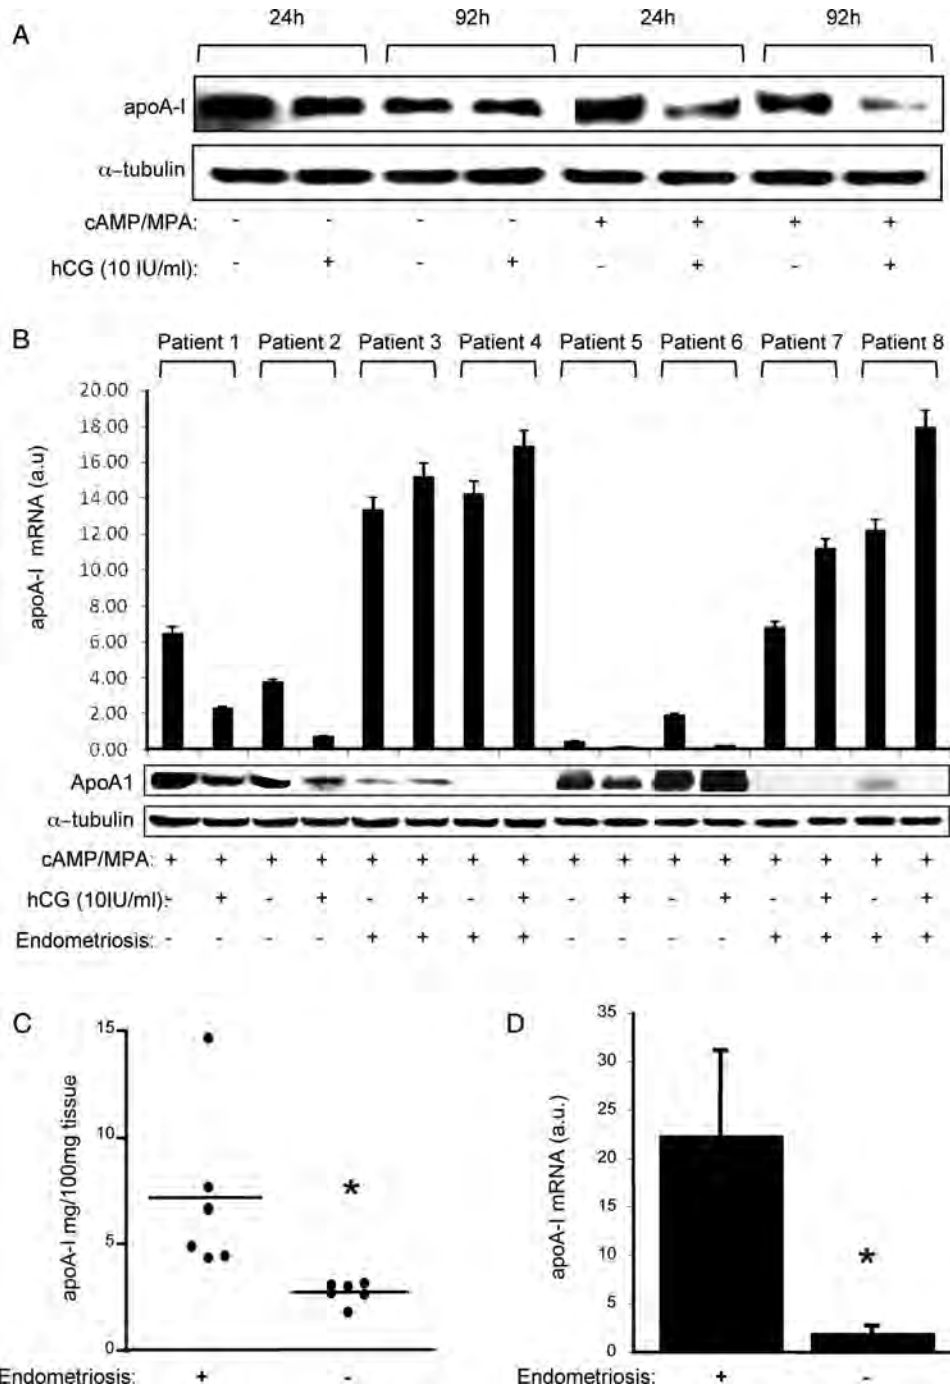 A
24h 92h 24h 92h
apoA-I
α-tubulin
cAMP/MPA: - - - - + + + +
hCG (10 IU/ml): - + - + - + - +
B
Patient 1 Patient 2 Patient 3 Patient 4 Patient 5 Patient 6 Patient 7 Patient 8
apoA-I mRNA (a.u)
20.00
18.00
16.00
14.00
12.00
10.00
8.00
6.00
4.00
2.00
0.00
ApoA1
α-tubulin
cAMP/MPA: + + + + + + + + + + + + + + + +
hCG (10IU/ml): - + - + - + - + - + - + - + - +
Endometriosis: - - - - + + + + - - - - + + + +
C
apoA-I mg/100mg tissue
15
10
5
0
*
Endometriosis: + -
D
apoA-I mRNA (a.u.)
35
30
25
20
15
10
5
0
*
Endometriosis: + -